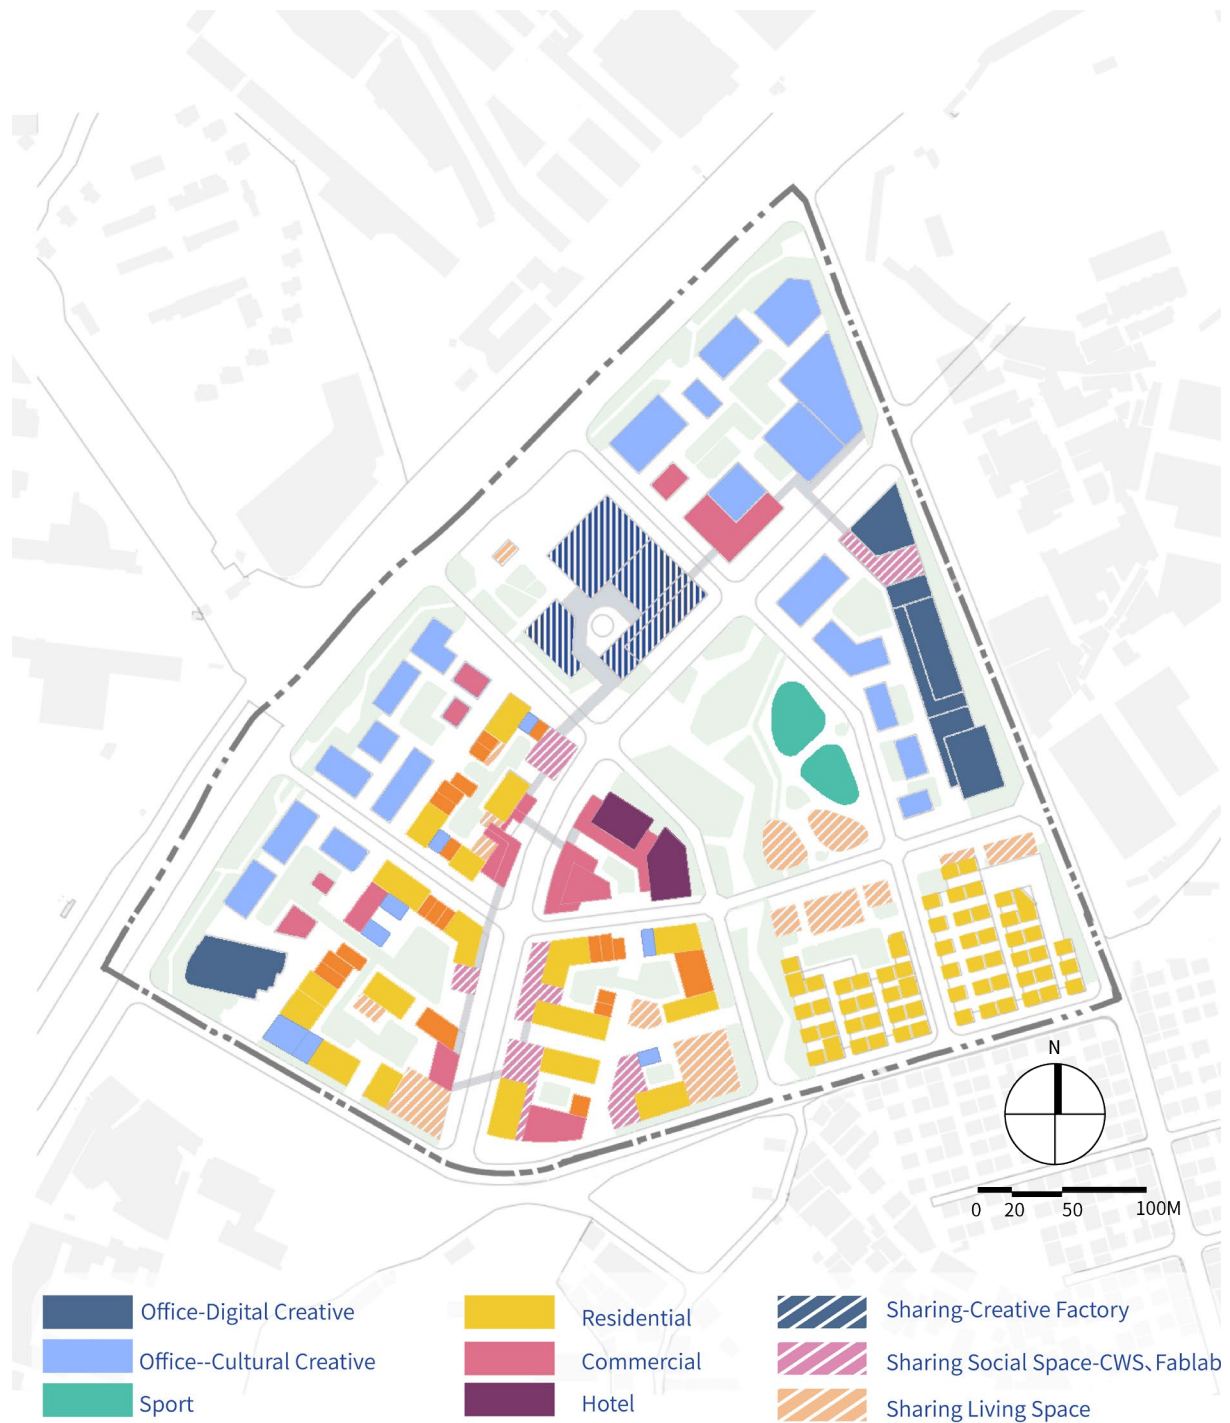 N
0 20 50 100M
Office-Digital Creative
Residential
Sharing-Creative Factory
Office--Cultural Creative
Commercial
Sharing Social Space-CWS、Fablab
Sport
Hotel
Sharing Living Space